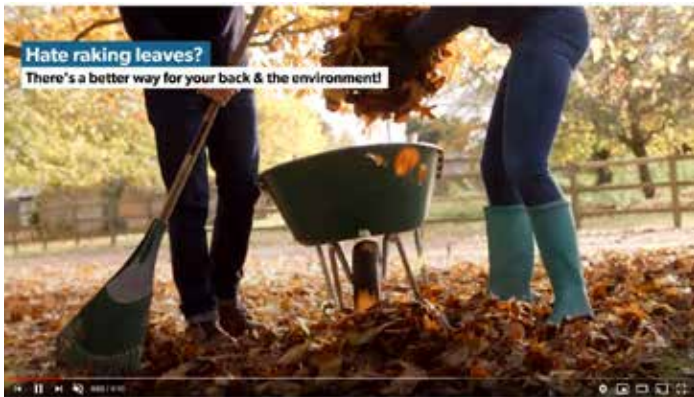 Hate raking leaves?
There's a better way for your back & the environment!